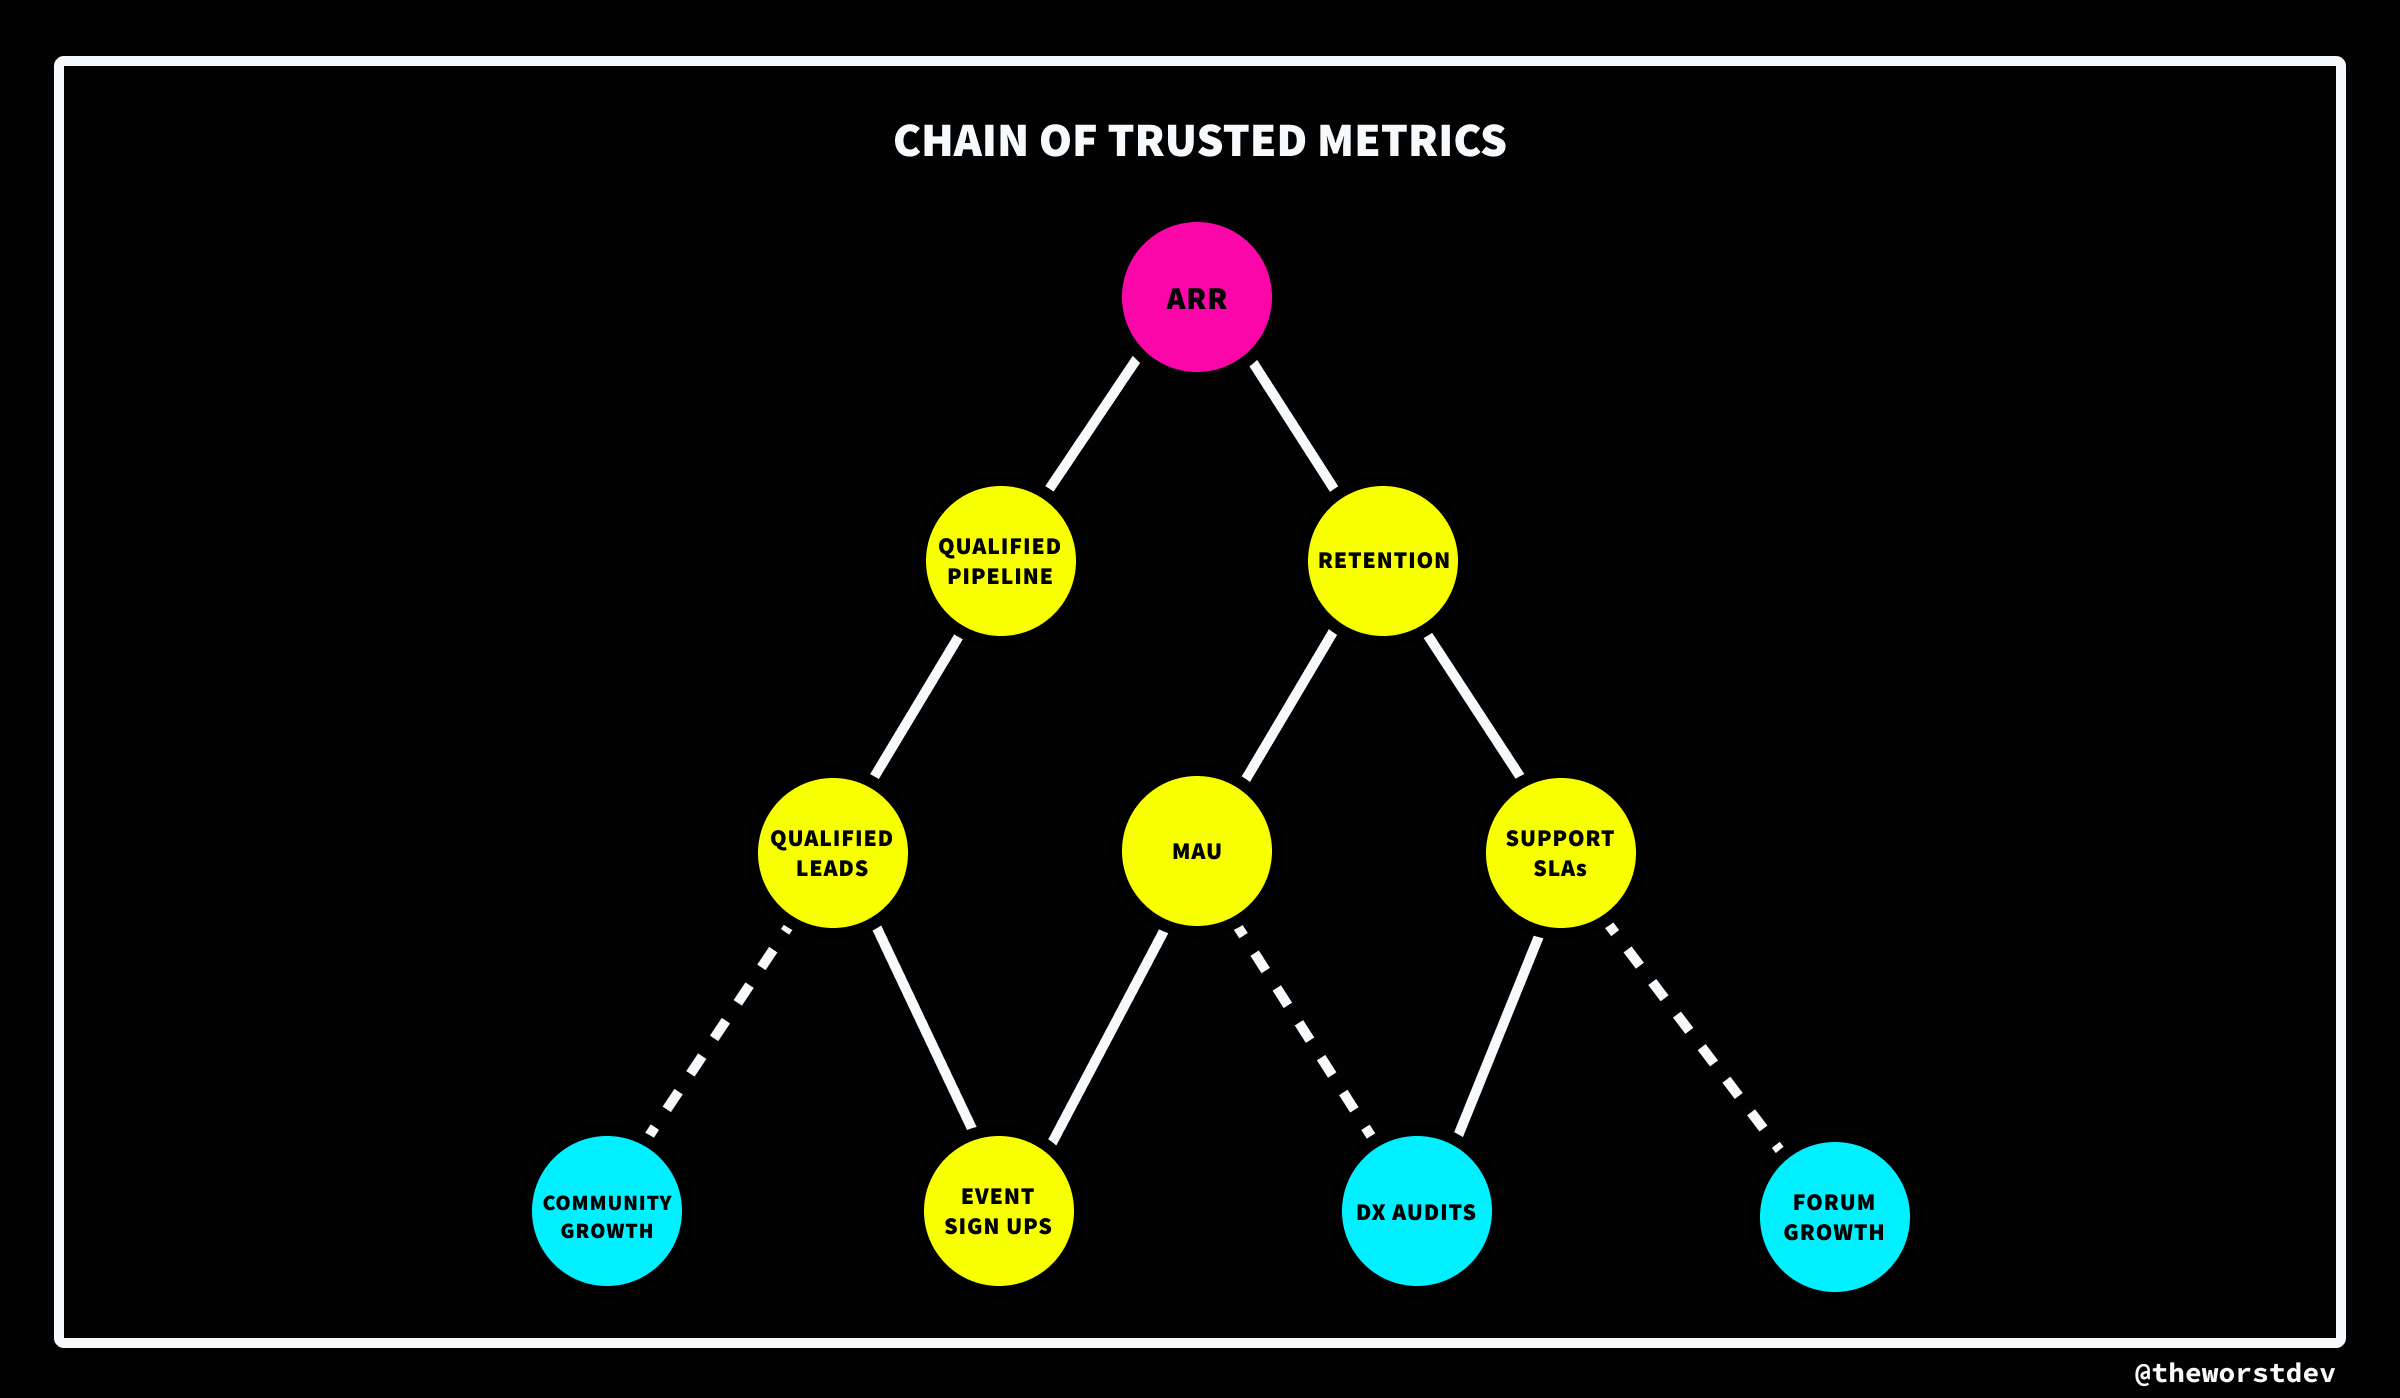 CHAIN OF TRUSTED METRICS
ARR
QUALIFIED
PIPELINE
RETENTION
QUALIFIED
LEADS
MAU
SUPPORT
SLAs
COMMUNITY
GROWTH
EVENT
SIGN UPS
DX AUDITS
FORUM
GROWTH
@theworstdev